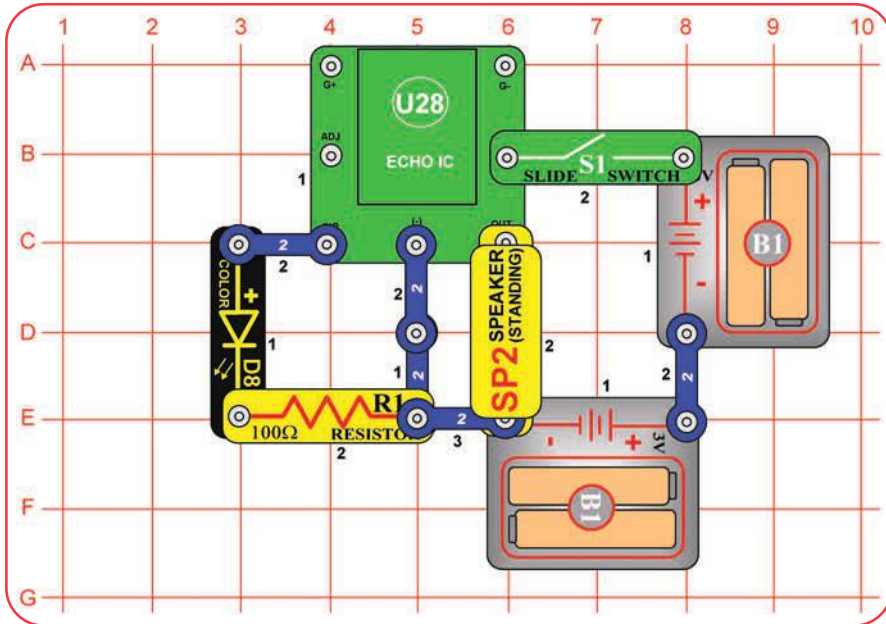 1 2 3 4 5 6 7 8 9 10
A
G+ G-
U28
ADJ
B
ECHO IC
S1
SLIDE SWITCH
V
1
2
+
B1
(-)
OUT
C
2
2
COLOR
+
1
-
SPEAKER
(STANDING)
SP2
2
2
D
D8
1
2
1
2
2
2
E
R1
100Ω
2
2
3
1
-
+
3V
F
B1
G